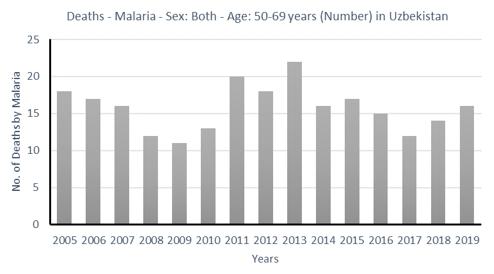 Deaths - Malaria - Sex: Both - Age: 50-69 years (Number) in Uzbekistan
No. of Deaths by Malaria
25
20
15
10
5
0
2005 2006 2007 2008 2009 2010 2011 2012 2013 2014 2015 2016 2017 2018 2019
Years